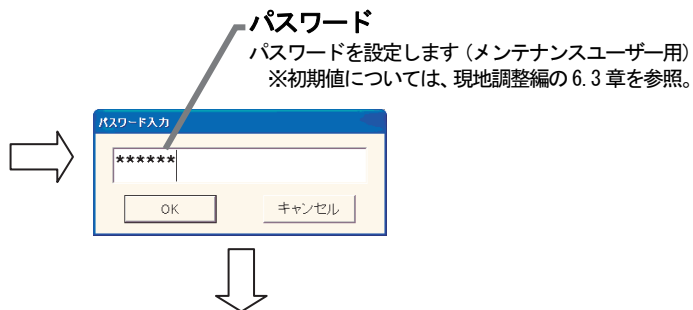 パスワード
パスワードを設定します（メンテナンスユーザー用）
※初期値については、現地調整編の 6.3 章を参照。
パスワード入力
******
OK
キャンセル